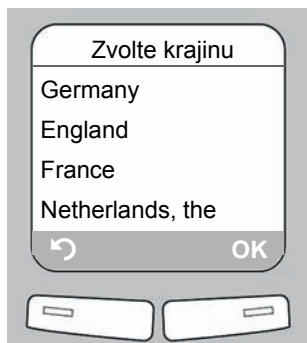 Zvolte krajinu
Germany
England
France
Netherlands, the
OK